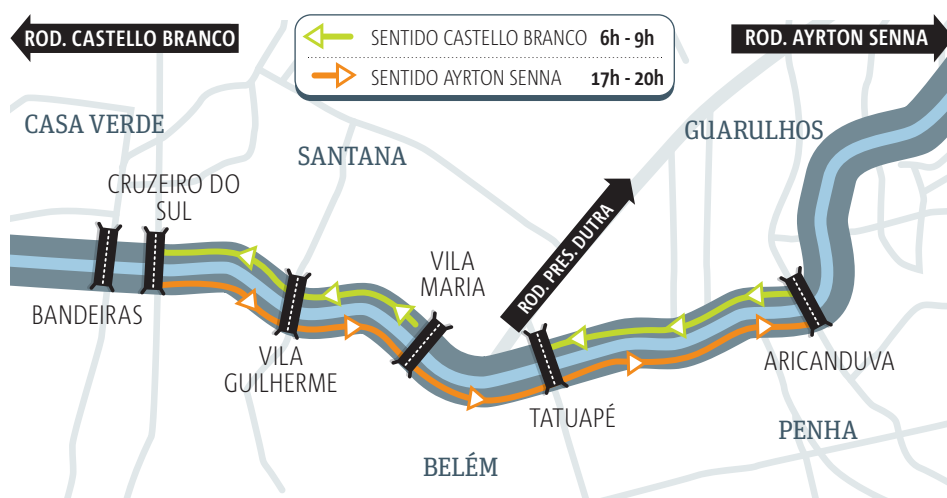 ROD. CASTELLO BRANCO
SENTIDO CASTELLO BRANCO 6h - 9h
SENTIDO AYRTON SENNA 17h - 20h
ROD. AYRTON SENNA
CASA VERDE
SANTANA
GUARULHOS
CRUZEIRO DO
SUL
ROD. PRES. DUTRA
VILA
MARIA
BANDEIRAS
VILA
GUILHERME
ARICANDUVA
TATUAPÉ
PENHA
BELÉM